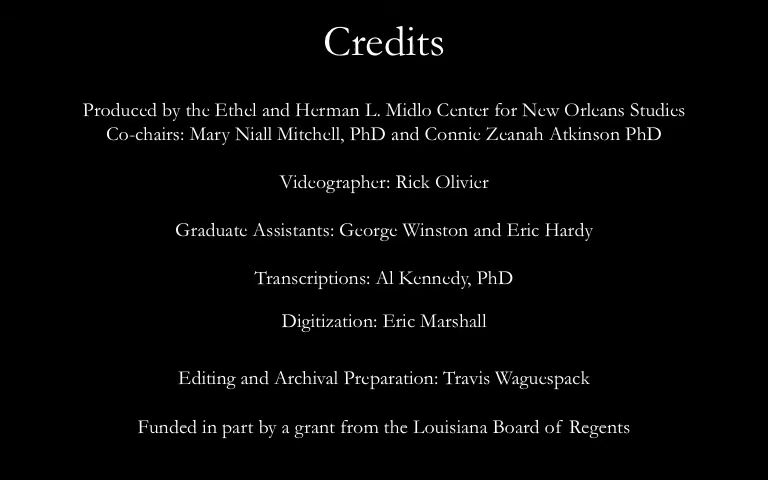 Credits
Produced by the Ethel and Herman L. Midlo Center for New Orleans Studies
Co-chairs: Mary Niall Mitchell, PhD and Connie Zeanah Atkinson PhD
Videographer: Rick Olivier
Graduate Assistants: George Winston and Eric Hardy
Transcriptions: Al Kennedy, PhD
Digitization: Eric Marshall
Editing and Archival Preparation: Travis Waguespack
Funded in part by a grant from the Louisiana Board of Regents